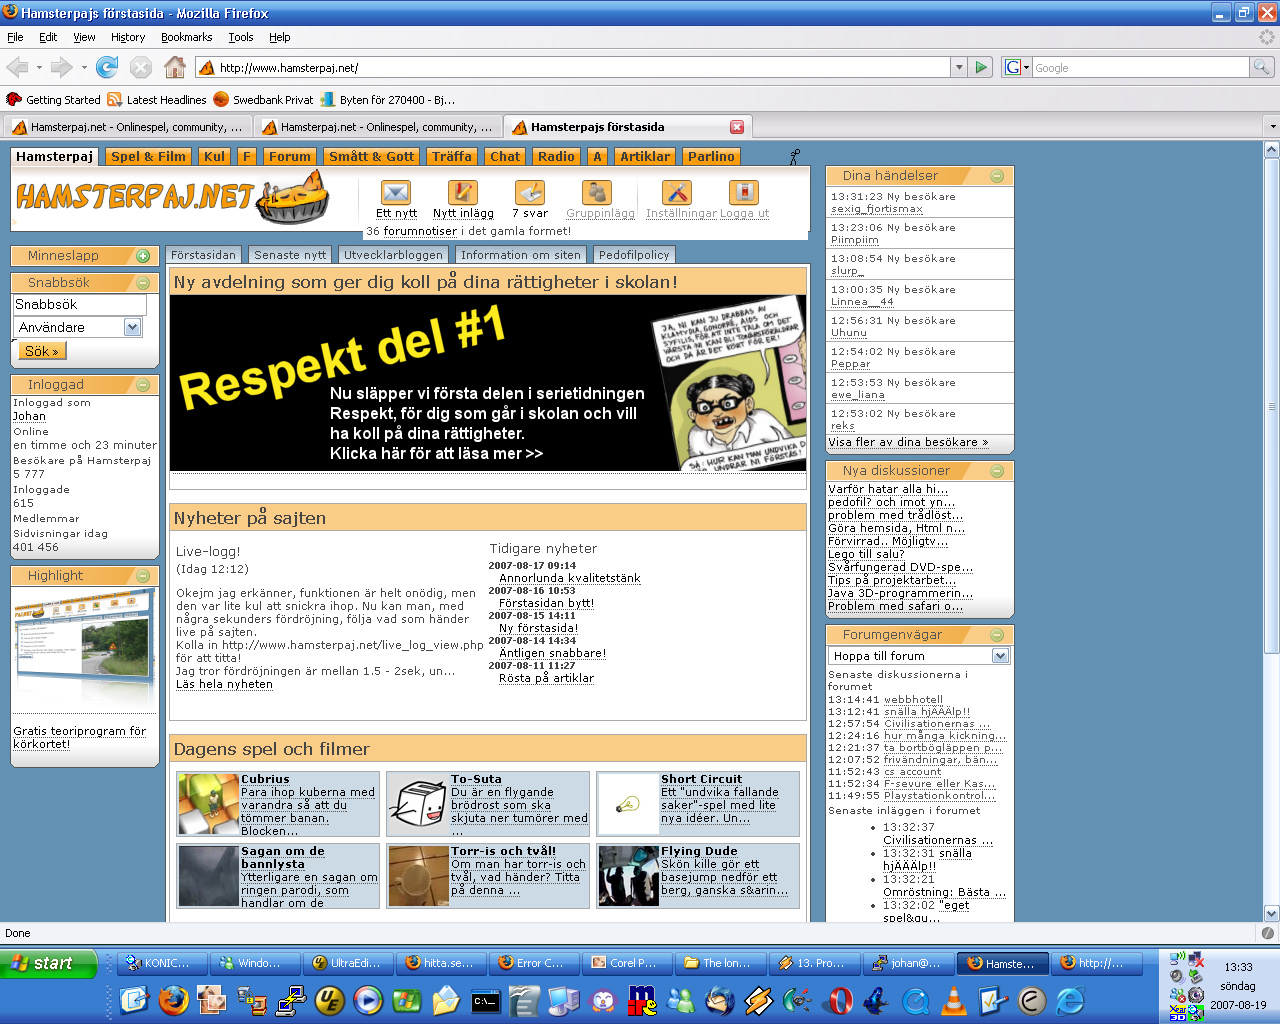 Hamsterpajs förstasida - Mozilla Firefox
File Edit View History Bookmarks Tools Help
http://www.hamsterpaj.net/
Google
Getting Started Latest Headlines Swedbank Privat Byten för 270400 - Bj...
Hamsterpaj.net - Onlinespel, community, ...
Hamsterpaj.net - Onlinespel, community, ...
Hamsterpajs förstasida
Hamsterpaj Spel & Film Kul F Forum Smått & Gott Träffa Chat Radio A Artiklar Parlino
HAMSTERPAJ.NET
Ett nytt Nytt inlägg 7 svar Gruppinlägg Inställningar Logga ut
36 forumnotiser i det gamla formet!
Minneslapp
Snabbsök
Snabbsök
Användare
Sök »
Inloggad
Inloggad som
Johan
Online
en timme och 23 minuter
Besökare på Hamsterpaj
5 777
Inloggade
615
Medlemmar
Sidvisningar idag
401 456
Highlight
Gratis teoriprogram för
körkortet!
Förstasidan Senaste nytt Utvecklarbloggen Information om siten Pedofilpolicy
Ny avdelning som ger dig koll på dina rättigheter i skolan!
Respekt del #1
Nu släpper vi första delen i serietidningen
Respekt, för dig som går i skolan och vill
ha koll på dina rättigheter.
Klicka här för att läsa mer >>
JA, NI KAN JU DRABBAS AV
KLAMYDIA, GONORRÉ, AIDS OCH
SYFILIS, FÖR ATT INTE TALA OM DET
VÄRSTA NI KAN BLI TONÅRSFÖRÄLDRAR
OCH DÅ ÄR DET KÖRT FÖR ER!
SÅ, HUR KAN MAN UNDVIKA D
UNDRAR NI FÖRSTÅS!
Nyheter på sajten
Live-logg!
(Idag 12:12)
Okejm jag erkänner, funktionen är helt onödig, men
den var lite kul att snickra ihop. Nu kan man, med
några sekunders fördröjning, följa vad som händer
live på sajten.
Kolla in http://www.hamsterpaj.net/live_log_view.php
för att titta!
Jag tror fördröjningen är mellan 1.5 - 2sek, un...
Läs hela nyheten
Tidigare nyheter
2007-08-17 09:14
Annorlunda kvalitetstänk
2007-08-16 10:53
Förstasidan bytt!
2007-08-15 14:11
Ny förstasida!
2007-08-14 14:34
Äntligen snabbare!
2007-08-11 11:27
Rösta på artiklar
Dagens spel och filmer
Cubrius
Para ihop kuberna med
varandra så att du
tömmer banan.
Blocken...
To-Suta
Du är en flygande
brödrost som ska
skjuta ner tumörer med
...
Short Circuit
Ett "undvika fallande
saker"-spel med lite
nya idéer. Un...
Sagan om de
bannlysta
Ytterligare en sagan om
ringen parodi, som
handlar om de
Torr-is och tvål!
Om man har torr-is och
tvål, vad händer? Titta
på denna ...
Flying Dude
Skön kille gör ett
basejump nedför ett
berg, ganska s&arin...
Dina händelser
13:31:23 Ny besökare
sexig_fjortismax
13:23:06 Ny besökare
Piimpiim
13:08:54 Ny besökare
slurp_
13:00:35 Ny besökare
Linnea__44
12:56:31 Ny besökare
Uhunu
12:54:02 Ny besökare
Peppar
12:53:53 Ny besökare
ewe_liana
12:53:02 Ny besökare
reks
Visa fler av dina besökare »
Nya diskussioner
Varför hatar alla hi...
pedofil? och imot yn...
problem med trådlöst...
Göra hemsida, Html n...
Förvirrad.. Möjligtv...
Lego till salu?
Svårfungerad DVD-spe...
Tips på projektarbet...
Java 3D-programmerin...
Problem med safari o...
Forumgenvägar
Hoppa till forum
Senaste diskussionerna i
forumet
13:14:41 webbhotell
13:12:41 snälla hjÄÄÄlp!!
12:57:54 Civilisationernas ...
12:24:16 hur många kickning...
12:21:37 ta bortbögläppen p...
12:07:52 frivändningar, bän...
11:52:43 cs account
11:52:34 F-sevure eller Kas...
11:49:55 Playstationkontrol...
Senaste inläggen i forumet
13:32:37
Civilisationernas ...
13:32:31 snälla
hjÄÄÄlp!!
13:32:21
Omröstning: Bästa ...
13:32:02 "eget
spel&qu...
Done
start KONIC... Windo... UltraEdi... hitta.se... Error C... Corel P... The lon... 13. Pro... johan@... Hamste... http://...
13:33
söndag
2007-08-19